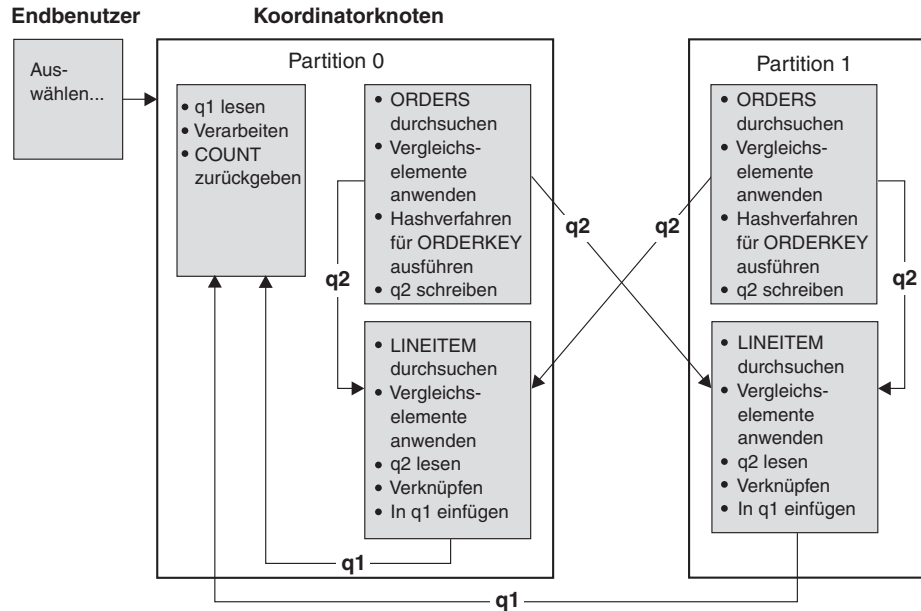 Endbenutzer
Koordinatorknoten
Aus-
wählen...
Partition 0
• q1 lesen
• Verarbeiten
• COUNT
zurückgeben
• ORDERS
durchsuchen
• Vergleichs-
elemente
anwenden
• Hashverfahren
für ORDERKEY
ausführen
• q2 schreiben
q2
• LINEITEM
durchsuchen
• Vergleichs-
elemente
anwenden
• q2 lesen
• Verknüpfen
• In q1 einfügen
q1
q2
q2
Partition 1
• ORDERS
durchsuchen
• Vergleichs-
elemente
anwenden
• Hashverfahren
für ORDERKEY
ausführen
• q2 schreiben
q2
• LINEITEM
durchsuchen
• Vergleichs-
elemente
anwenden
• q2 lesen
• Verknüpfen
• In q1 einfügen
q1